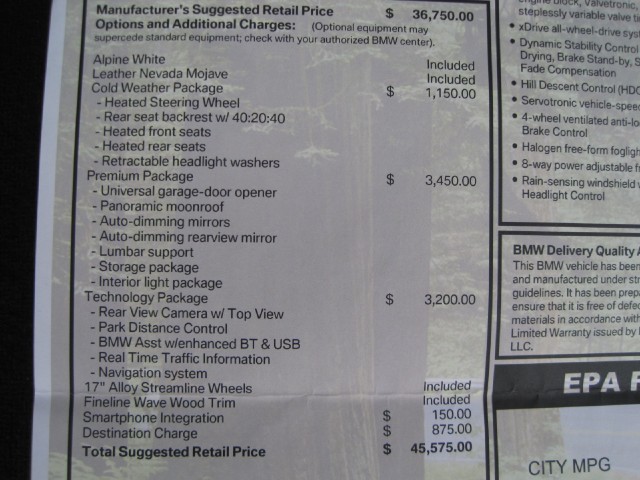 Manufacturer's Suggested Retail Price $ 36,750.00
Options and Additional Charges: (Optional equipment may
supercede standard equipment; check with your authorized BMW center).
Alpine White Included
Leather Nevada Mojave Included
Cold Weather Package $ 1,150.00
- Heated Steering Wheel
- Rear seat backrest w/ 40:20:40
- Heated front seats
- Heated rear seats
- Retractable headlight washers
Premium Package $ 3,450.00
- Universal garage-door opener
- Panoramic moonroof
- Auto-dimming mirrors
- Auto-dimming rearview mirror
- Lumbar support
- Storage package
- Interior light package
Technology Package $ 3,200.00
- Rear View Camera w/ Top View
- Park Distance Control
- BMW Asst w/enhanced BT & USB
- Real Time Traffic Information
- Navigation system
17" Alloy Streamline Wheels Included
Fineline Wave Wood Trim Included
Smartphone Integration $ 150.00
Destination Charge $ 875.00
Total Suggested Retail Price $ 45,575.00
engine block, Valvetronic,
steplessly variable valve
• xDrive all-wheel-drive
• Dynamic Stability Control
Drying, Brake Stand-by,
Fade Compensation
• Hill Descent Control (HDC
• Servotronic vehicle-speed
• 4-wheel ventilated
Brake Control
• Halogen free-form
• 8-way power adjustable
• Rain-sensing windshield
Headlight Control
BMW Delivery Quality
This BMW vehicle has been
and manufactured under
guidelines. It has been
ensure that it is free of
materials in accordance with
Limited Warranty issued by
LLC.
EPA
CITY MPG